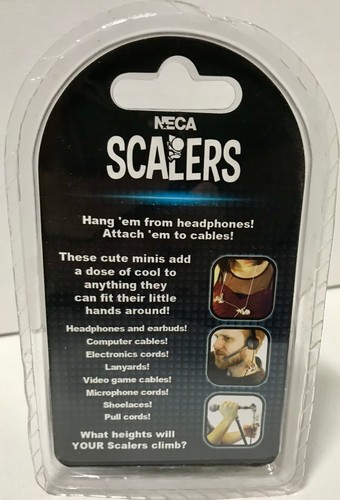 NECA
SCALERS
Hang 'em from headphones!
Attach 'em to cables!
These cute minis add
a dose of cool to
anything they
can fit their little
hands around!
Headphones and earbuds!
Computer cables!
Electronics cords!
Lanyards!
Video game cables!
Microphone cords!
Shoelaces!
Pull cords!
What heights will
YOUR Scalers climb?